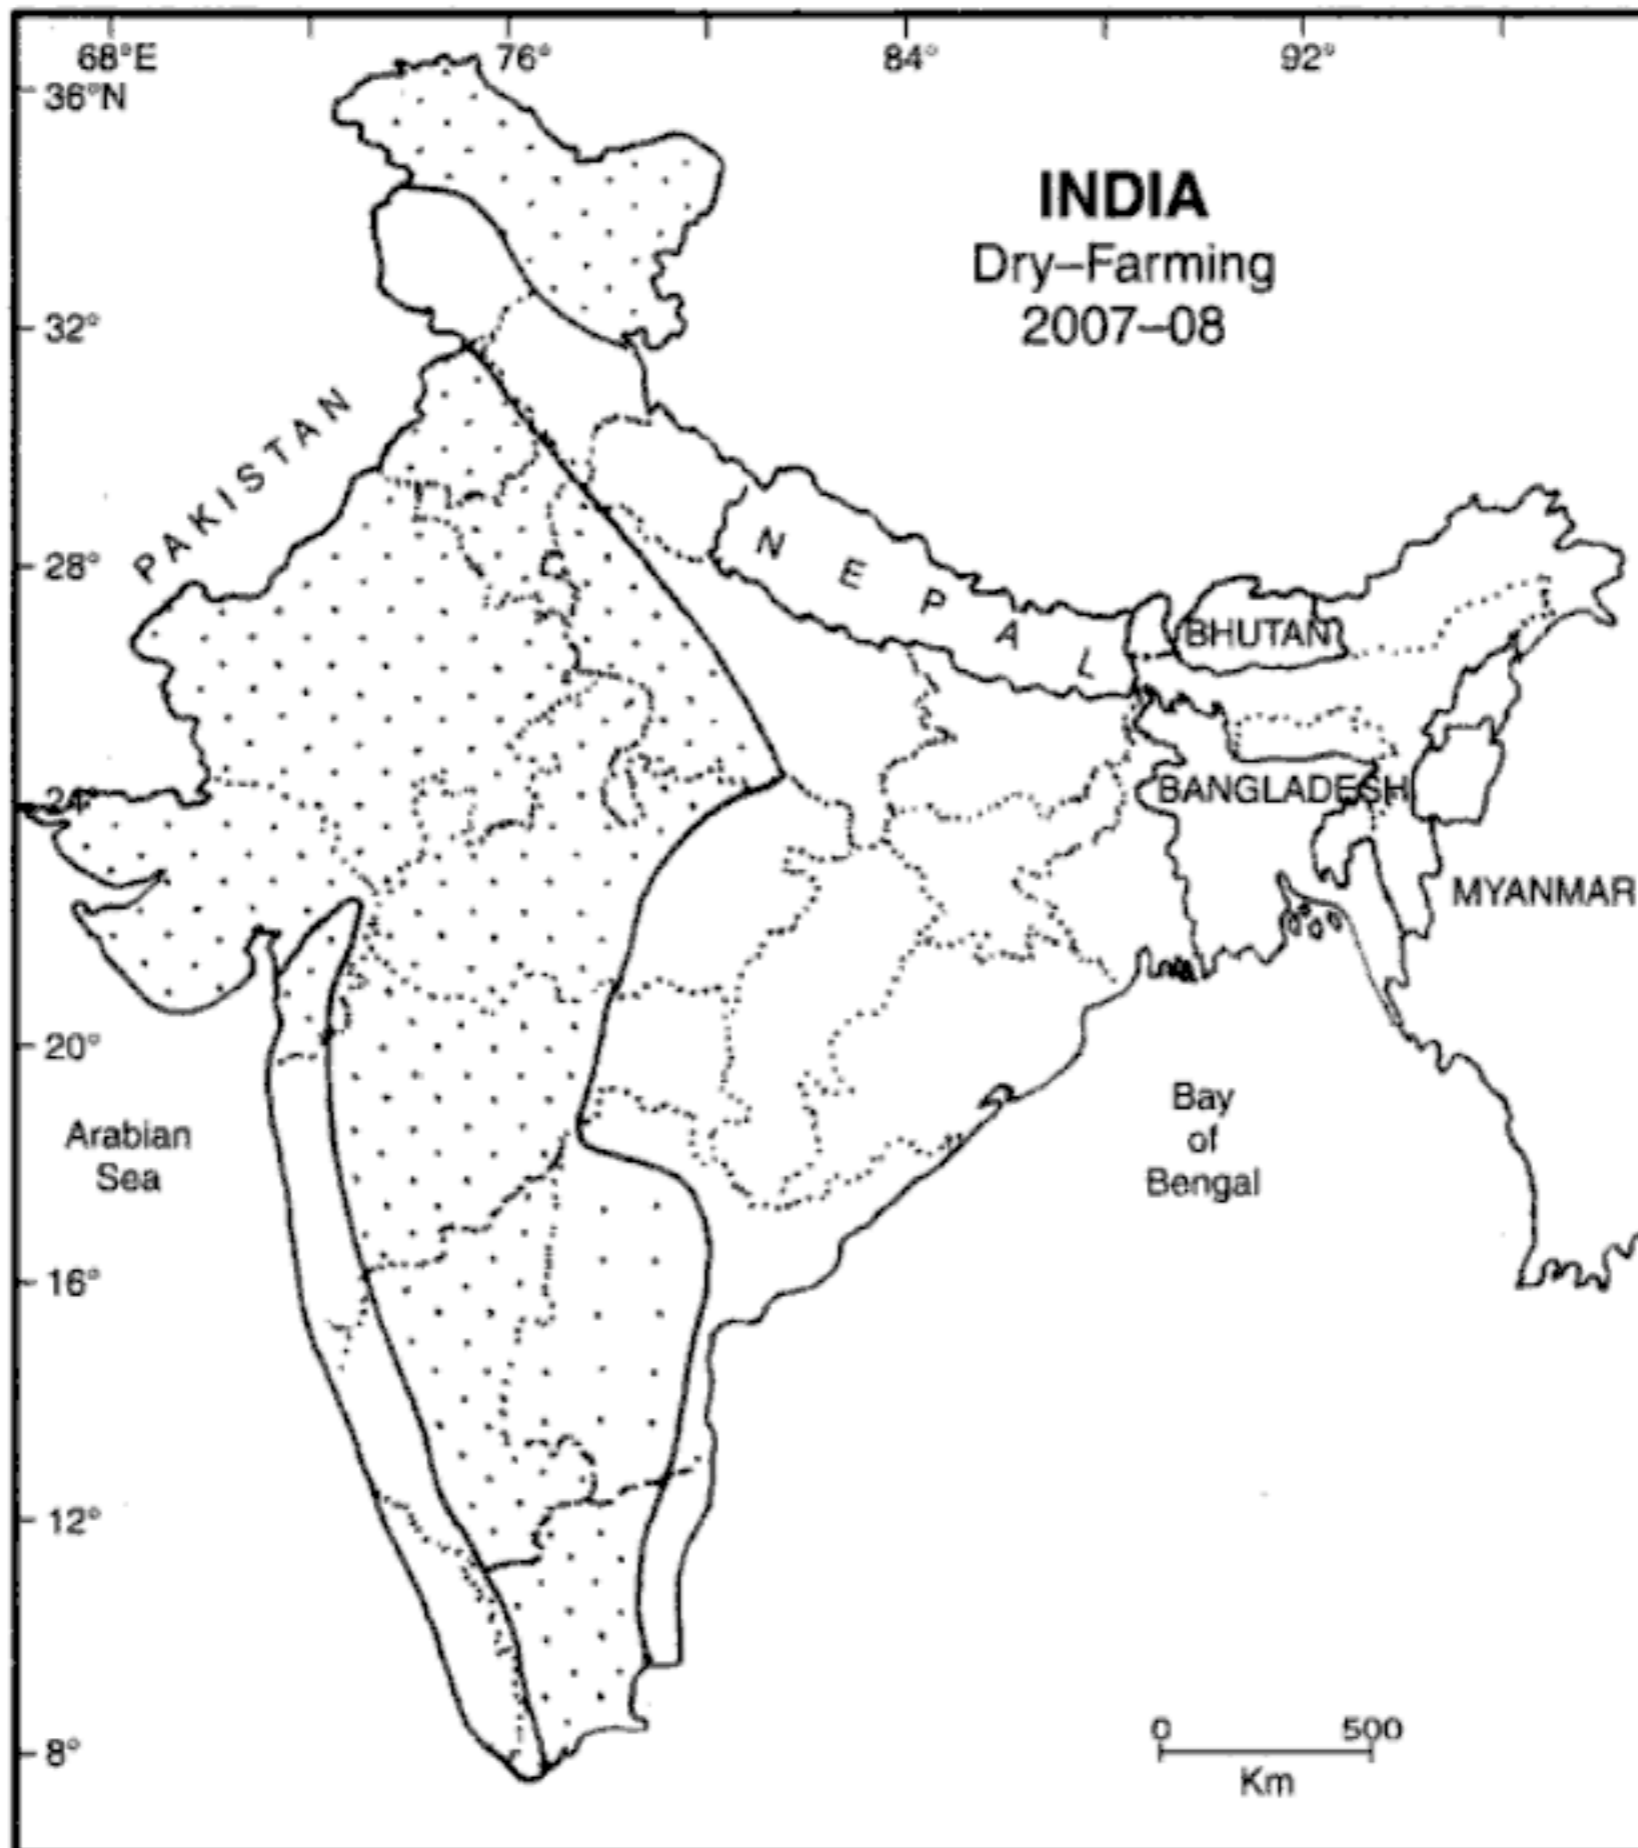 68°E 76° 84° 92°
36°N
INDIA
Dry–Farming
2007–08
32°
PAKISTAN
28°
NEPAL
BHUTAN
24°
BANGLADESH
MYANMAR
20°
Arabian
Sea
Bay
of
Bengal
16°
12°
8°
0 500
Km